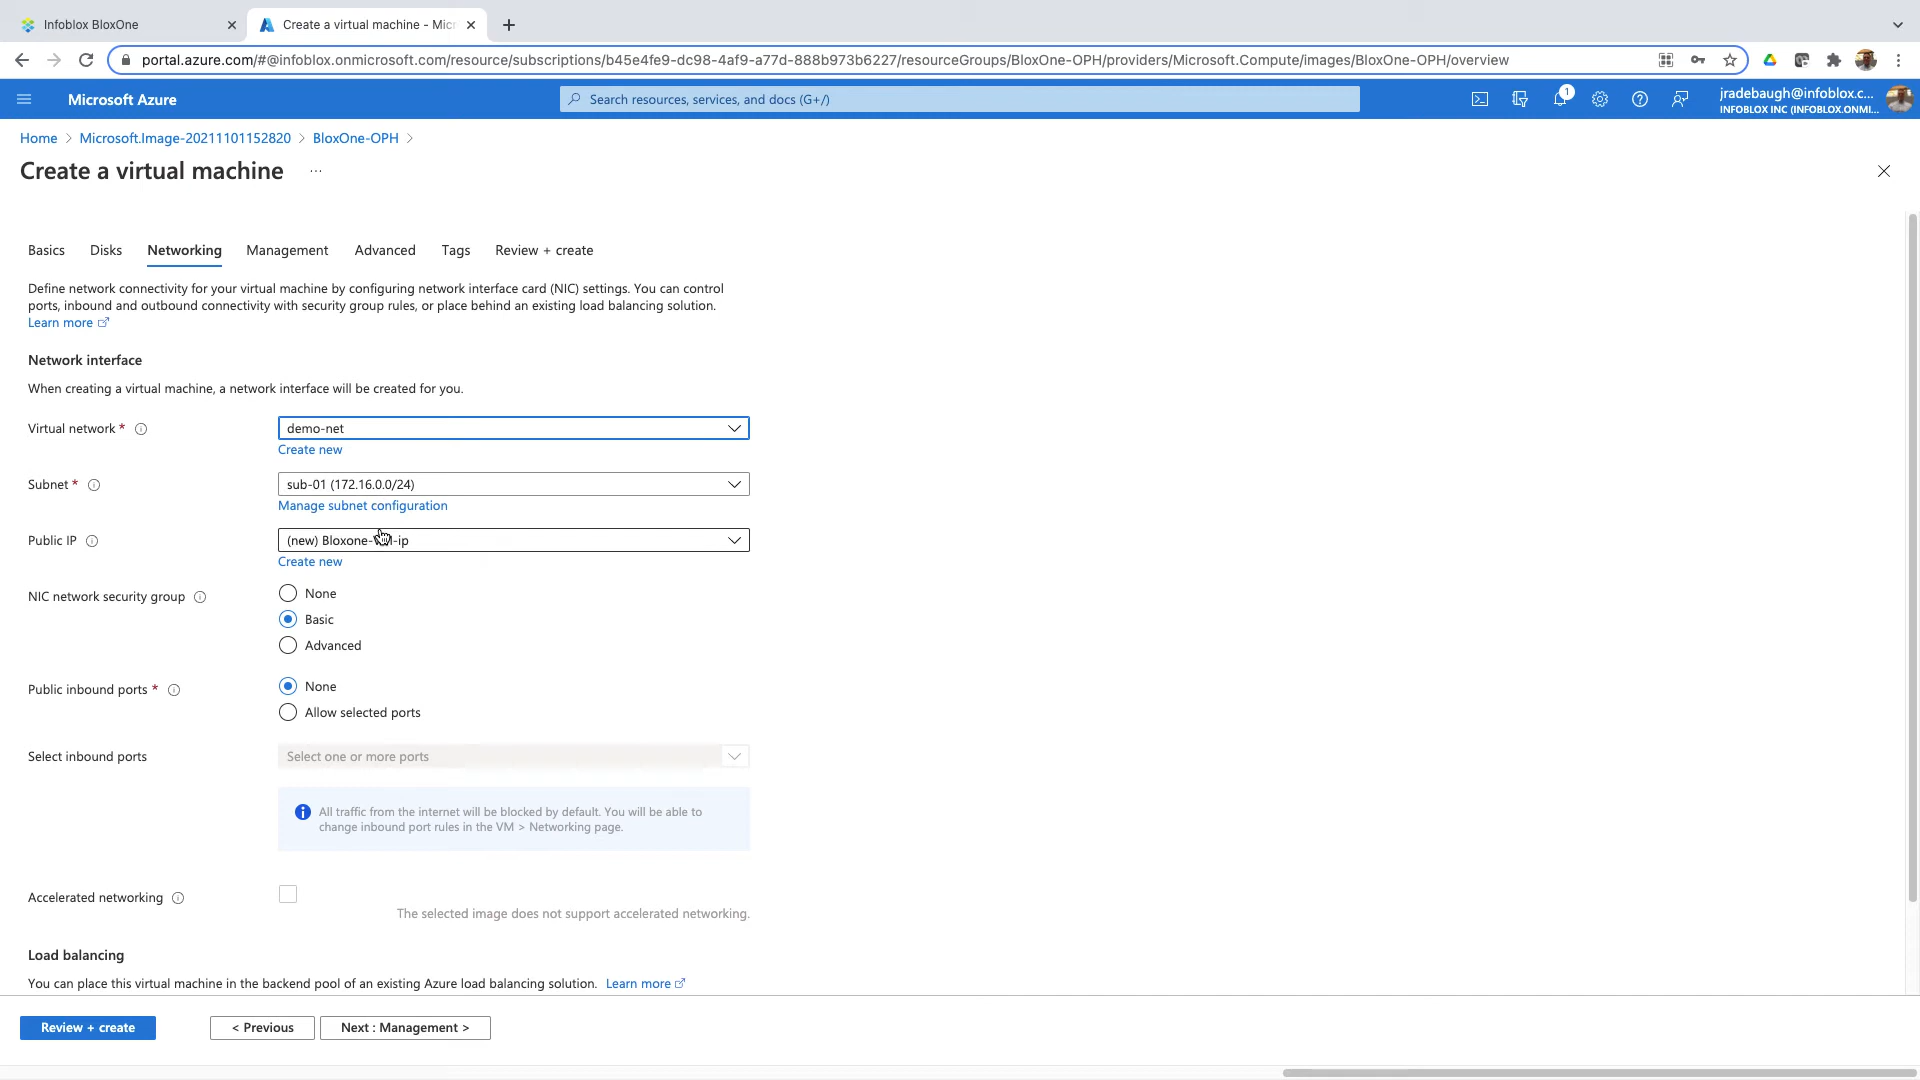 Infoblox BloxOne
Create a virtual machine - Micr
portal.azure.com/#@infoblox.onmicrosoft.com/resource/subscriptions/b45e4fe9-dc98-4af9-a77d-888b973b6227/resourceGroups/BloxOne-OPH/providers/Microsoft.Compute/images/BloxOne-OPH/overview
Microsoft Azure
Search resources, services, and docs (G+/)
1
jradebaugh@infoblox.c...
INFOBLOX INC (INFOBLOX.ONMI...
Home > Microsoft.Image-20211101152820 > BloxOne-OPH >
Create a virtual machine ...
Basics Disks Networking Management Advanced Tags Review + create
Define network connectivity for your virtual machine by configuring network interface card (NIC) settings. You can control
ports, inbound and outbound connectivity with security group rules, or place behind an existing load balancing solution.
Learn more
Network interface
When creating a virtual machine, a network interface will be created for you.
Virtual network * demo-net
Create new
Subnet * sub-01 (172.16.0.0/24)
Manage subnet configuration
Public IP (new) Bloxone- -ip
Create new
NIC network security group None
Basic
Advanced
Public inbound ports * None
Allow selected ports
Select inbound ports Select one or more ports
All traffic from the internet will be blocked by default. You will be able to
change inbound port rules in the VM > Networking page.
Accelerated networking
The selected image does not support accelerated networking.
Load balancing
You can place this virtual machine in the backend pool of an existing Azure load balancing solution. Learn more
Review + create < Previous Next : Management >